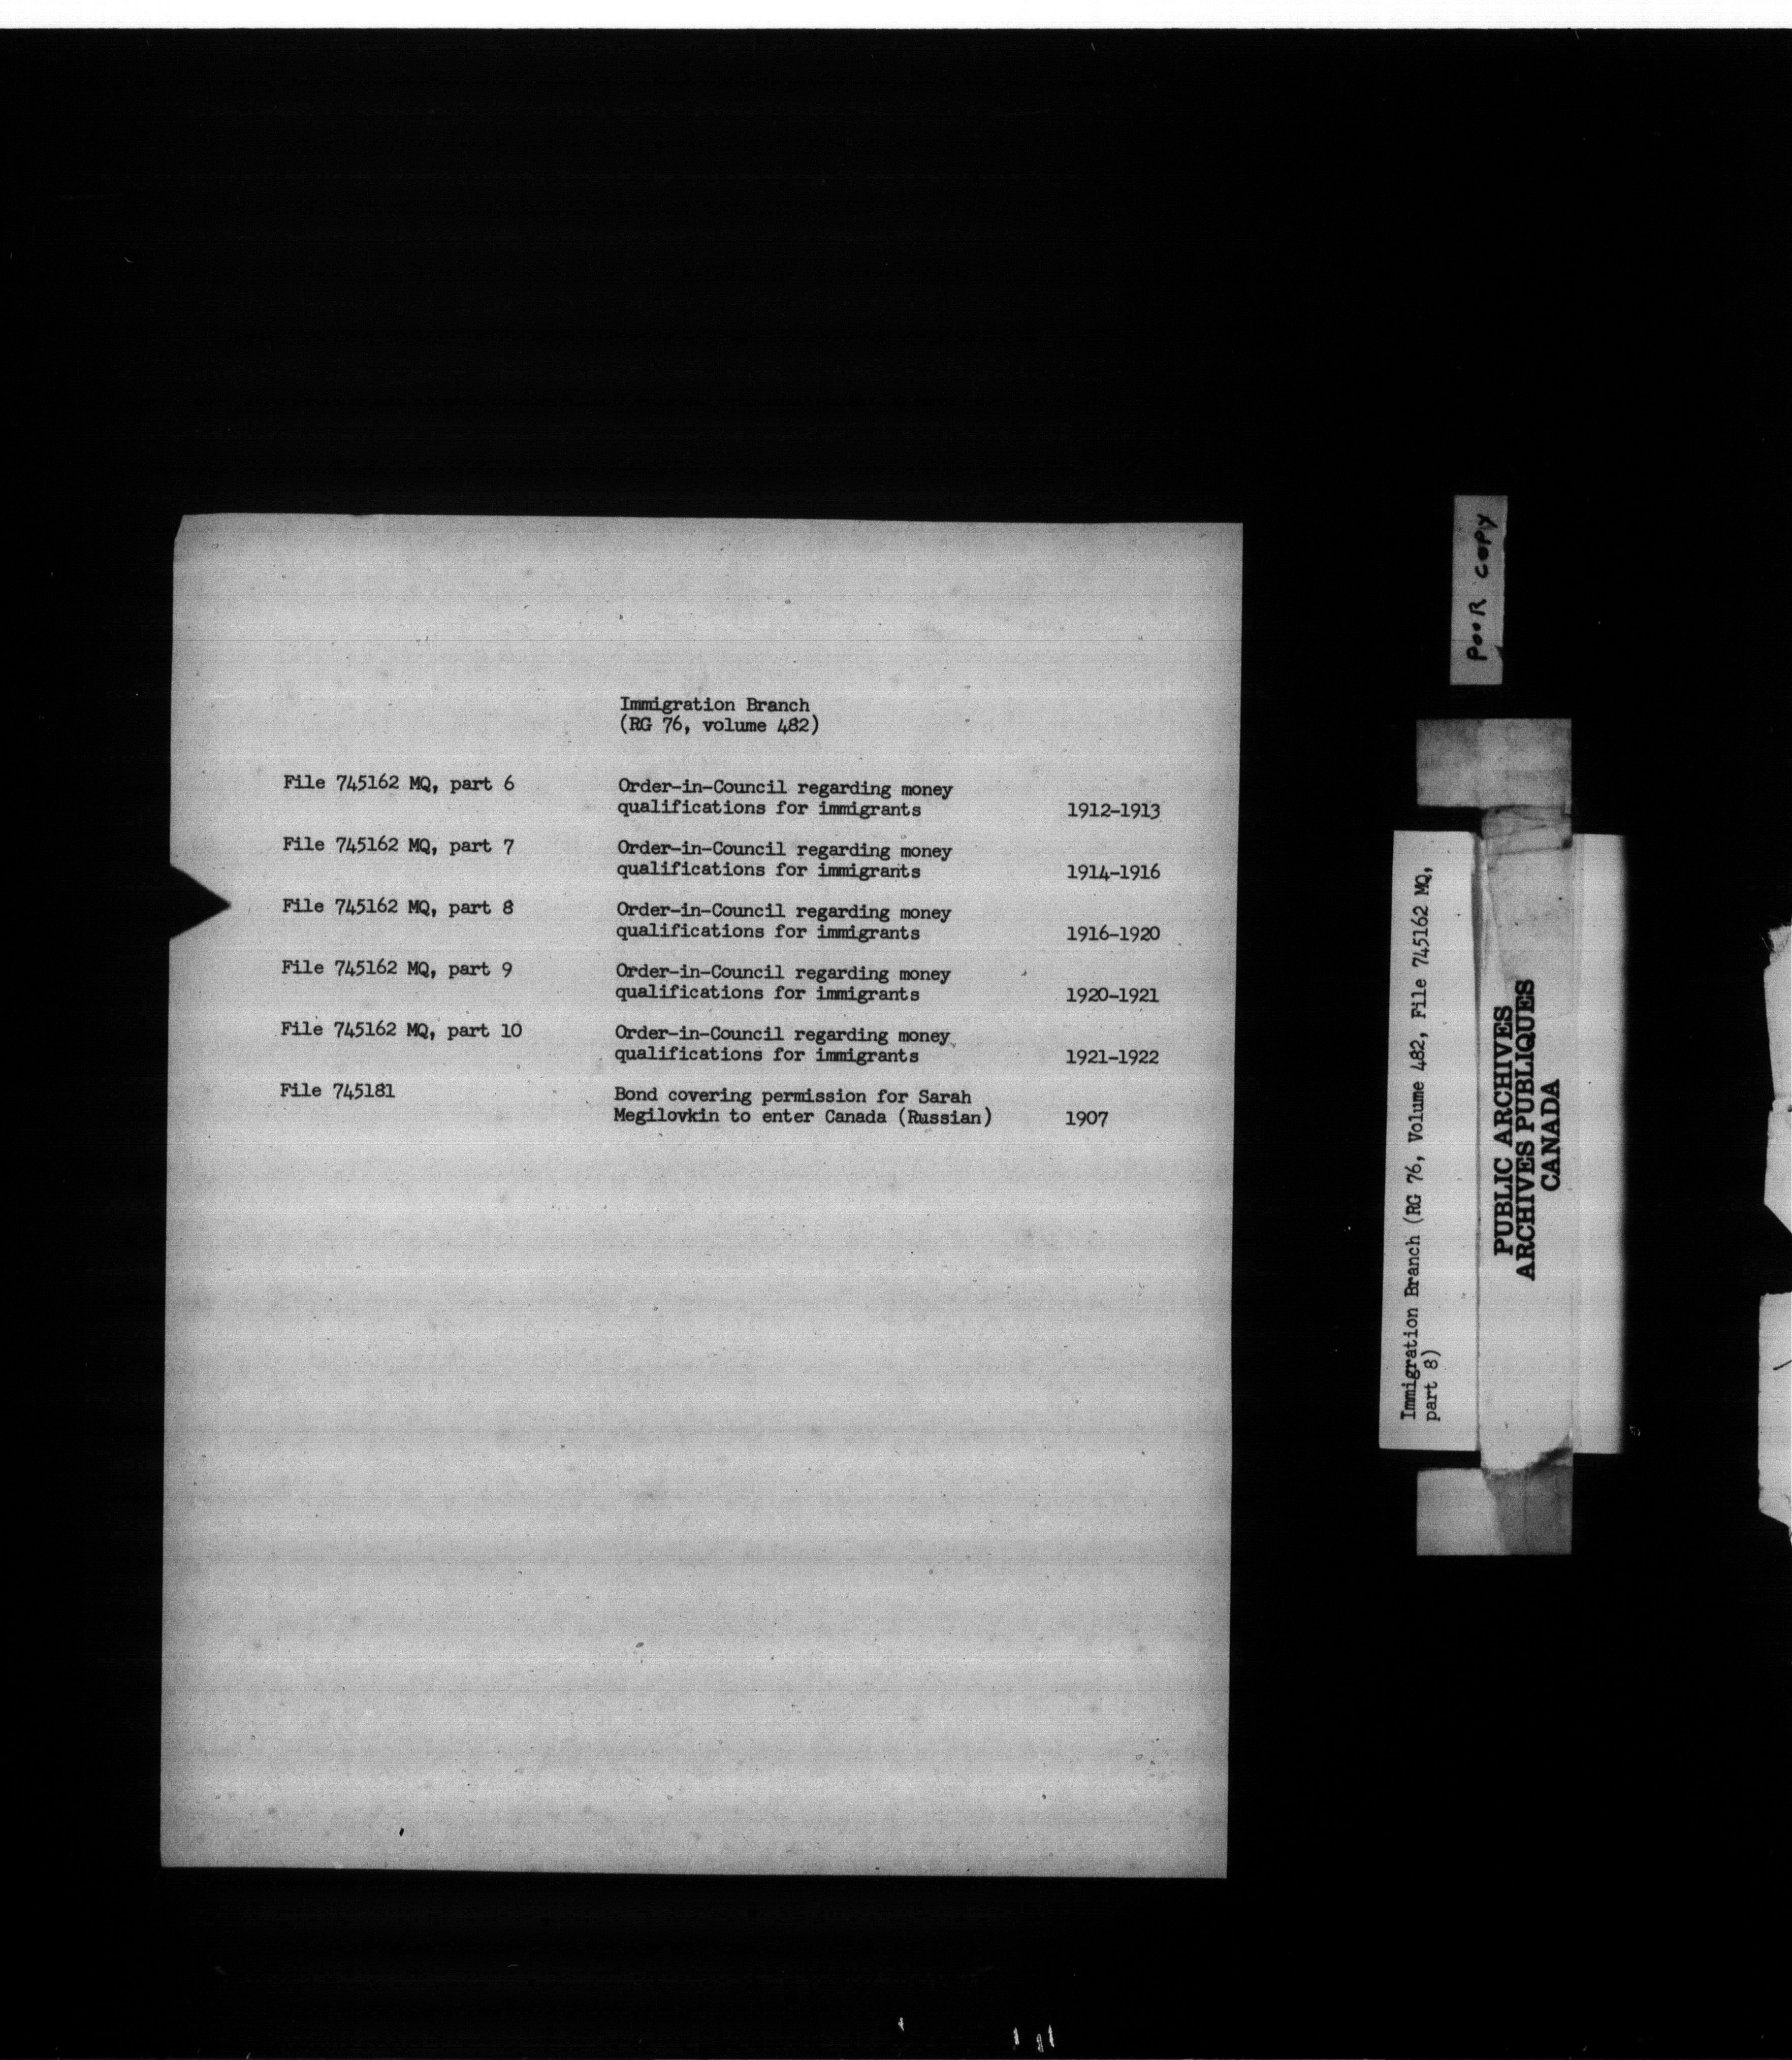 Immigration Branch
(RG 76, volume 482)
File 745162 MQ, part 6 Order-in-Council regarding money
qualifications for immigrants 1912-1913
File 745162 MQ, part 7 Order-in-Council regarding money
qualifications for immigrants 1914-1916
File 745162 MQ, part 8 Order-in-Council regarding money
qualifications for immigrants 1916-1920
File 745162 MQ, part 9 Order-in-Council regarding money
qualifications for immigrants 1920-1921
File 745162 MQ, part 10 Order-in-Council regarding money
qualifications for immigrants 1921-1922
File 745181 Bond covering permission for Sarah
Megilovkin to enter Canada (Russian) 1907
POOR COPY
Immigration Branch (RG 76, Volume 482, File 745162 MQ,
part 8)
PUBLIC ARCHIVES
ARCHIVES PUBLIQUES
CANADA